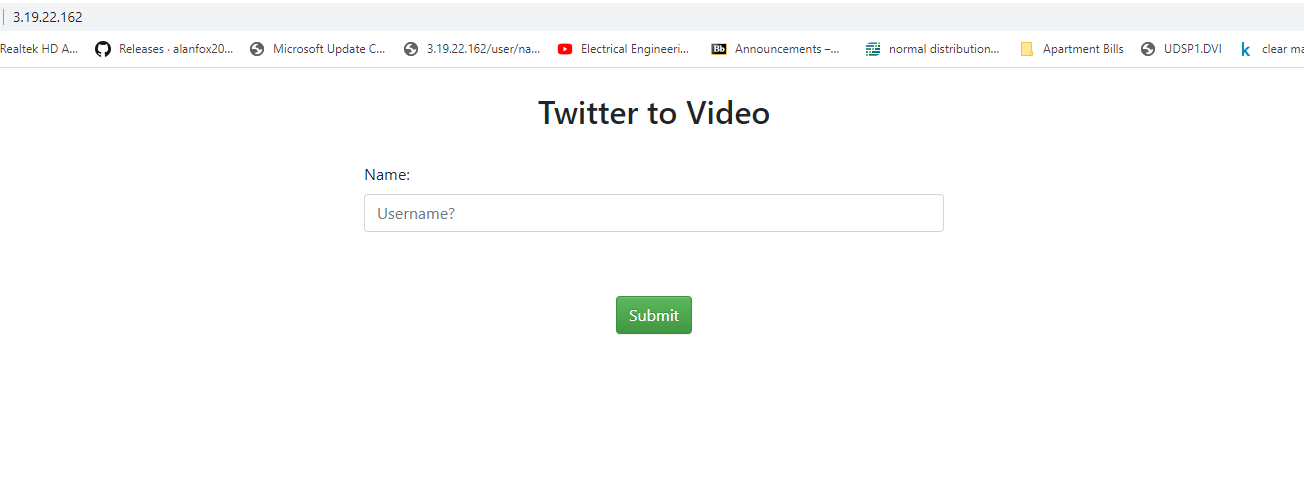 3.19.22.162
Realtek HD A... Releases · alanfox20... Microsoft Update C... 3.19.22.162/user/na... Electrical Engineeri... Bb Announcements –... normal distribution... Apartment Bills UDSP1.DVI k clear ma
Twitter to Video
Name:
Username?
Submit